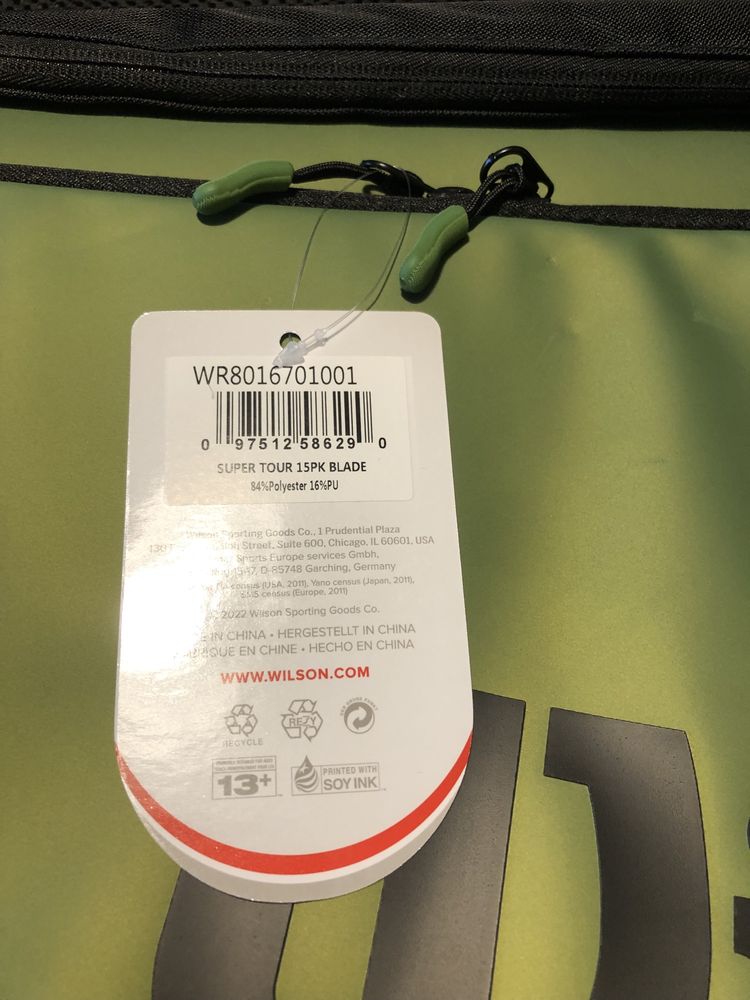 WR8016701001
0 97512 58629 0
SUPER TOUR 15PK BLADE
84%Polyester 16%PU
Wilson Sporting Goods Co., 1 Prudential Plaza
Street, Suite 600, Chicago, IL 60601, USA
Sports Europe services Gmbh,
D-85748 Garching, Germany
census (USA, 2011), Yano census (Japan, 2011),
census (Europe, 2011)
2022 Wilson Sporting Goods Co.
IN CHINA • HERGESTELLT IN CHINA
EN CHINE • HECHO EN CHINA
WWW.WILSON.COM
RECYCLE
REZY
13+
PRINTED WITH
SOY INK